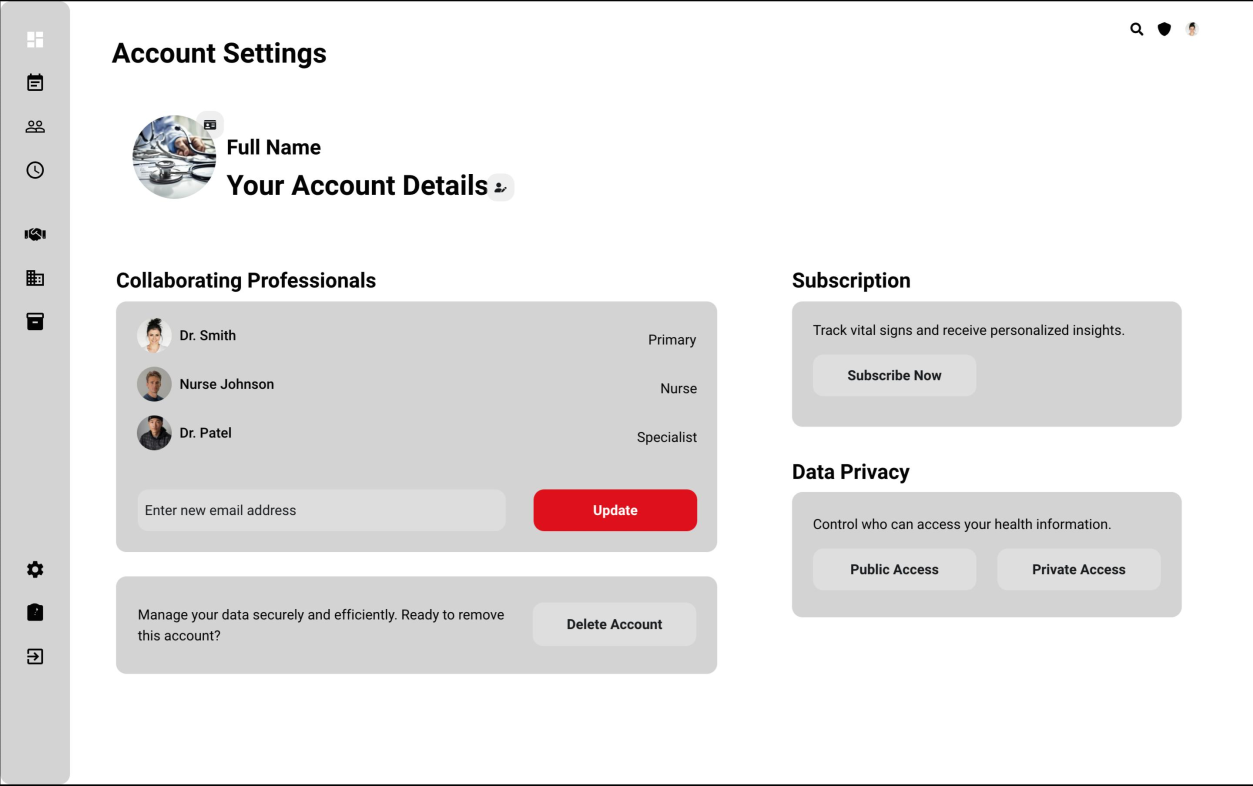 Account Settings
Full Name
Your Account Details
Collaborating Professionals
Dr. Smith
Primary
Nurse Johnson
Nurse
Dr. Patel
Specialist
Enter new email address
Update
Manage your data securely and efficiently. Ready to remove
this account?
Delete Account
Subscription
Track vital signs and receive personalized insights.
Subscribe Now
Data Privacy
Control who can access your health information.
Public Access
Private Access